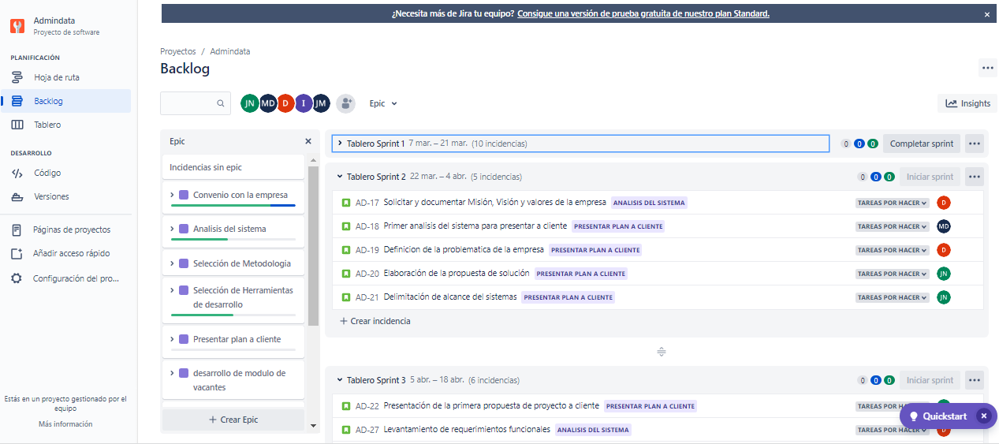 ¿Necesita más de Jira tu equipo? Consigue una versión de prueba gratuita de nuestro plan Standard.
Admindata
Proyecto de software
PLANIFICACIÓN
Hoja de ruta
Backlog
Tablero
DESARROLLO
Código
Versiones
Páginas de proyectos
Añadir acceso rápido
Configuración del pro...
Estás en un proyecto gestionado por el
equipo
Más información
Proyectos / Admindata
Backlog
JN MD D I JM Epic
Insights
Epic
Incidencias sin epic
Convenio con la empresa
Analisis del sistema
Selección de Metodologia
Selección de Herramientas
de desarrollo
Presentar plan a cliente
desarrollo de modulo de
vacantes
+ Crear Epic
Tablero Sprint 1 7 mar. – 21 mar. (10 incidencias) 0 0 0 Completar sprint
Tablero Sprint 2 22 mar. – 4 abr. (5 incidencias) 0 0 0 Iniciar sprint
AD-17 Solicitar y documentar Misión, Visión y valores de la empresa ANALISIS DEL SISTEMA TAREAS POR HACER D
AD-18 Primer analisis del sistema para presentar a cliente PRESENTAR PLAN A CLIENTE TAREAS POR HACER MD
AD-19 Definicion de la problematica de la empresa PRESENTAR PLAN A CLIENTE TAREAS POR HACER D
AD-20 Elaboración de la propuesta de solución PRESENTAR PLAN A CLIENTE TAREAS POR HACER JN
AD-21 Delimitación de alcance del sistemas PRESENTAR PLAN A CLIENTE TAREAS POR HACER JN
+ Crear incidencia
Tablero Sprint 3 5 abr. – 18 abr. (6 incidencias) 0 0 0 Iniciar sprint
AD-22 Presentación de la primera propuesta de proyecto a cliente PRESENTAR PLAN A CLIENTE TAREAS POR
Quickstart
AD-27 Levantamiento de requerimientos funcionales ANALISIS DEL SISTEMA TAREAS POR HACER D